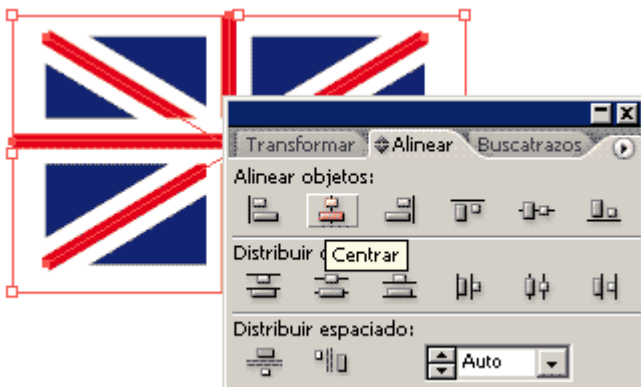 Transformar Alinear Buscatrazos
Alinear objetos:
Distribuir
Centrar
Distribuir espaciado:
Auto